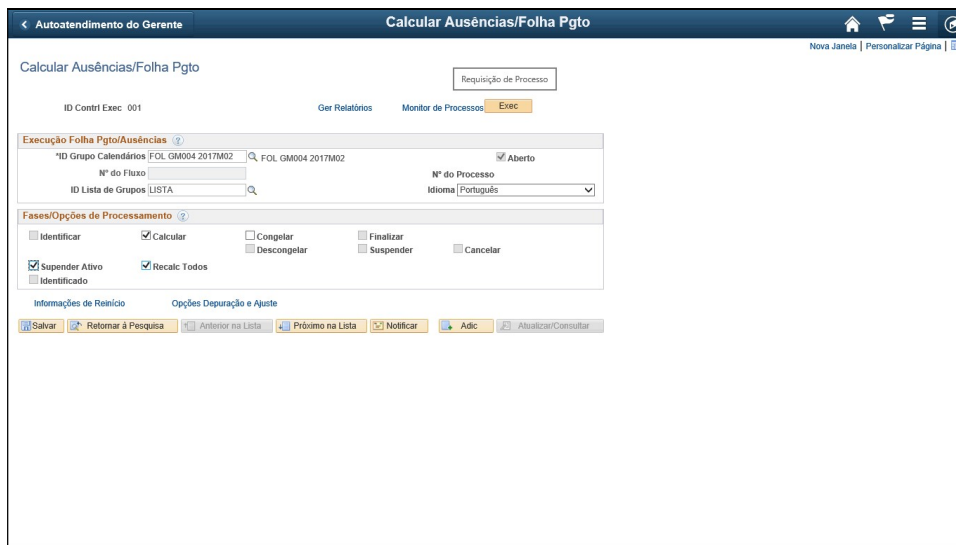 Autoatendimento do Gerente Calcular Ausências/Folha Pgto
Nova Janela | Personalizar Página |
Calcular Ausências/Folha Pgto
Requisição de Processo
ID Contrl Exec 001 Ger Relatórios Monitor de Processos Exec
Execução Folha Pgto/Ausências ?
*ID Grupo Calendários FOL GM004 2017M02 FOL GM004 2017M02 Aberto
Nº do Fluxo Nº do Processo
ID Lista de Grupos LISTA Idioma Português
Fases/Opções de Processamento ?
Identificar Calcular Congelar Finalizar
Descongelar Suspender Cancelar
Supender Ativo Recalc Todos
Identificado
Informações de Reinício Opções Depuração e Ajuste
Salvar Retornar à Pesquisa Anterior na Lista Próximo na Lista Notificar Adic Atualizar/Consultar